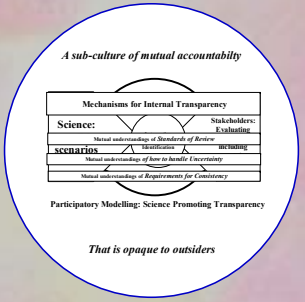 A sub-culture of mutual accountabilty
Mechanisms for Internal Transparency
Science:
Stakeholders:
Evaluating
Mutual understandings of Standards of Review
Identification
scenarios
including
Mutual understandings of how to handle Uncertainty
Mutual understandings of Requirements for Consistency
Participatory Modelling: Science Promoting Transparency
That is opaque to outsiders